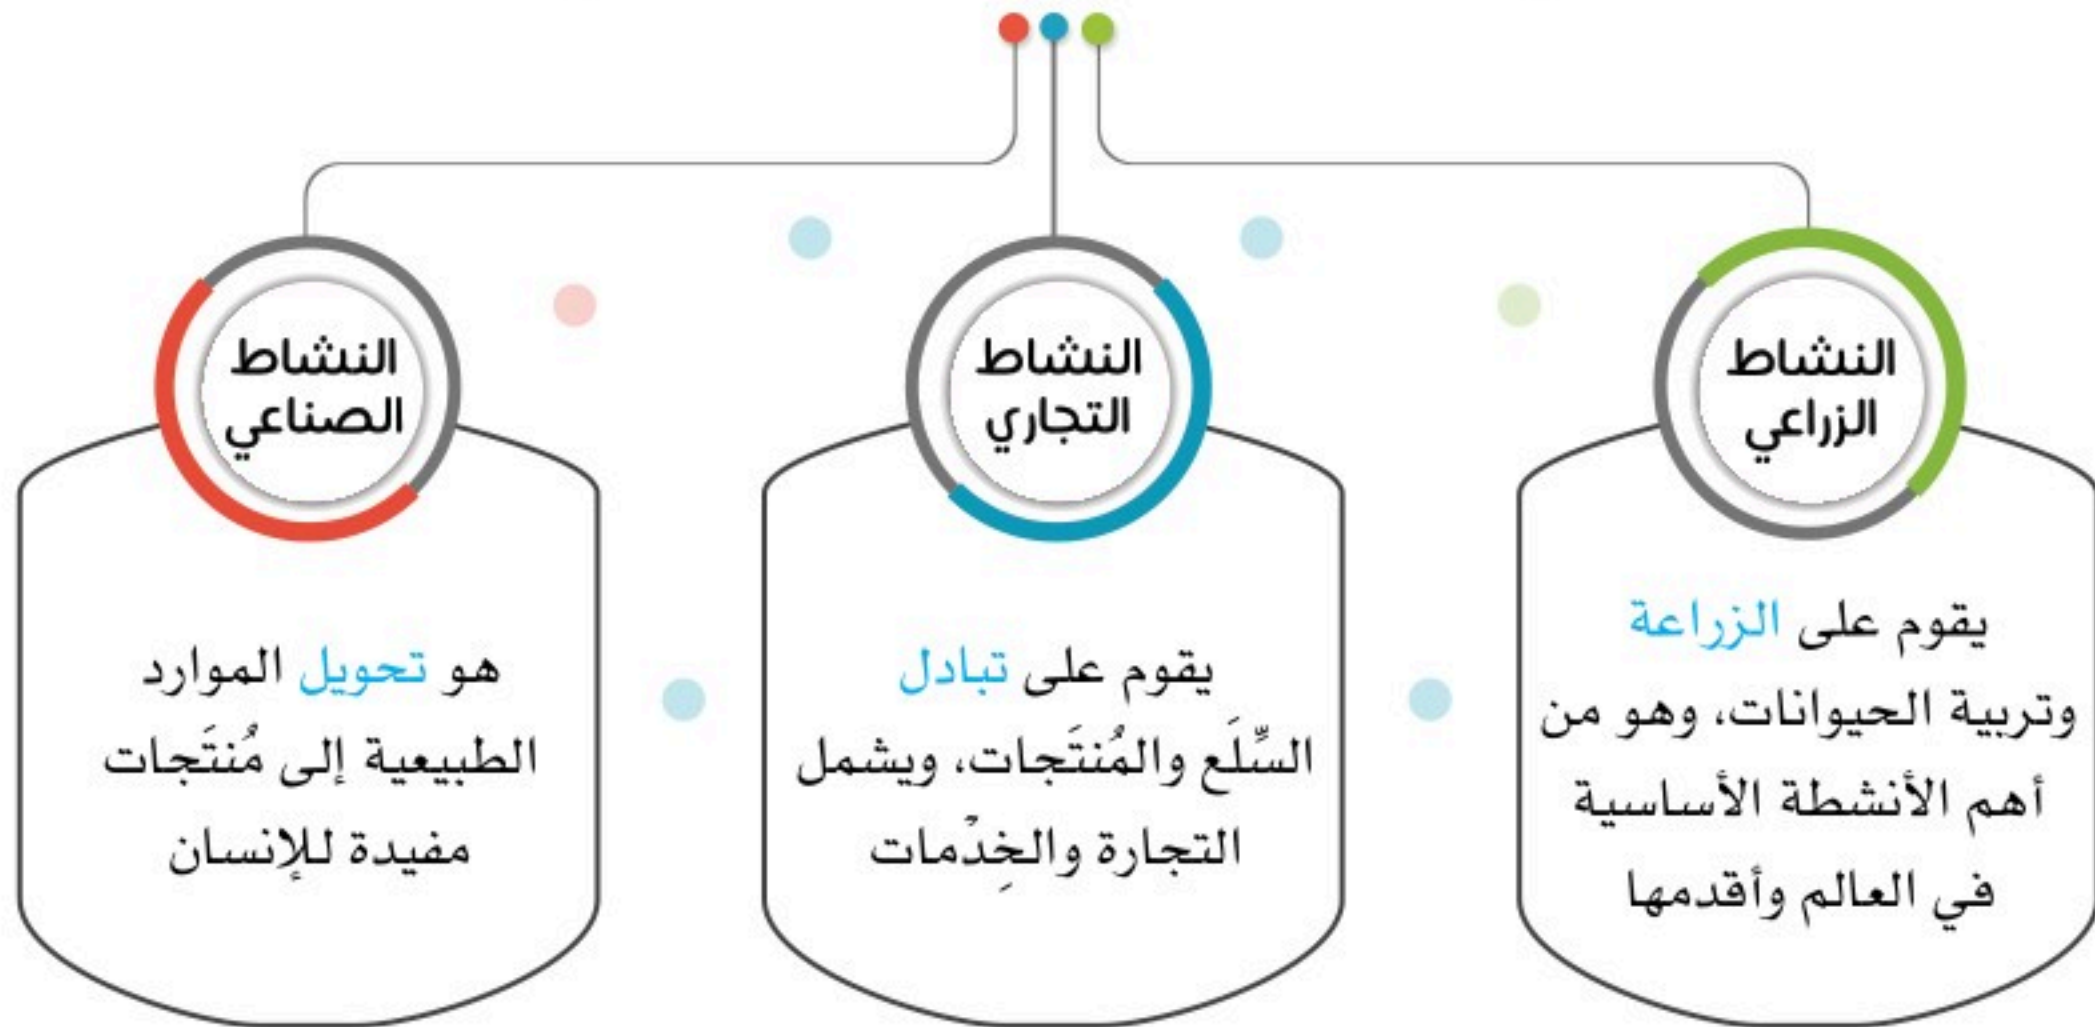 النشاط
الزراعي
يقوم على الزراعة
وتربية الحيوانات، وهو من
أهم الأنشطة الأساسية
في العالم وأقدمها
النشاط
التجاري
يقوم على تبادل
السِّلَع والمُنتَجات، ويشمل
التجارة والخِدْمات
النشاط
الصناعي
هو تحويل الموارد
الطبيعية إلى مُنتَجات
مفيدة للإنسان